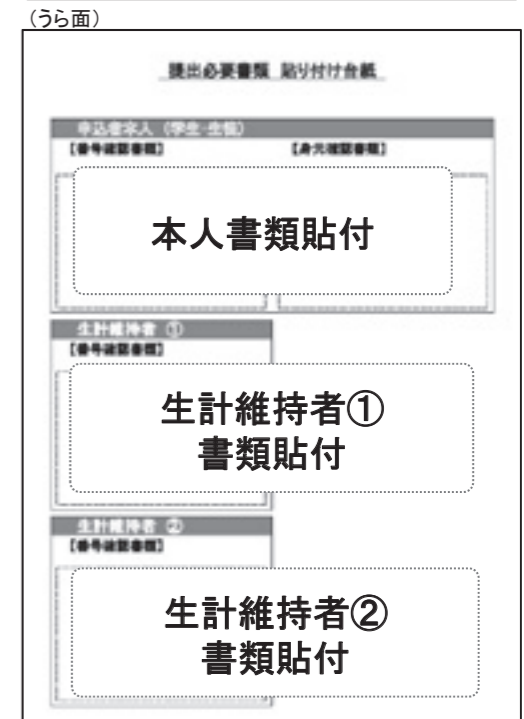 (うら面)
提出必要書類 貼り付け台紙
申込者本人 (学生・生徒)
【番号確認書類】 【身元確認書類】
本人書類貼付
生計維持者 ①
【番号確認書類】
生計維持者①
書類貼付
生計維持者 ②
【番号確認書類】
生計維持者②
書類貼付